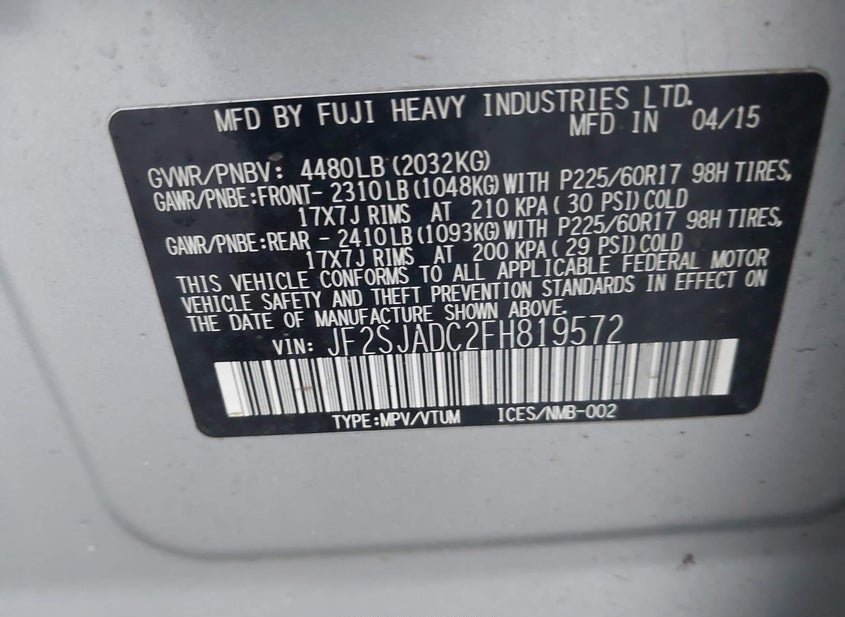 MFD BY FUJI HEAVY INDUSTRIES LTD.
MFD IN 04/15
GVWR/PNBV: 4480LB (2032KG)
GAWR/PNBE:FRONT- 2310LB (1048KG) WITH P225/60R17 98H TIRES,
17X7J RIMS AT 210 KPA ( 30 PSI) COLD
GAWR/PNBE:REAR - 2410LB (1093KG) WITH P225/60R17 98H TIRES,
17X7J RIMS AT 200 KPA ( 29 PSI) COLD
THIS VEHICLE CONFORMS TO ALL APPLICABLE FEDERAL MOTOR
VEHICLE SAFETY AND THEFT PREVENTION STANDARDS IN EFFECT ON
THE DATE OF MANUFACTURE SHOWN ABOVE.
VIN: JF2SJADC2FH819572
TYPE:MPV/VTUM ICES/NMB-002